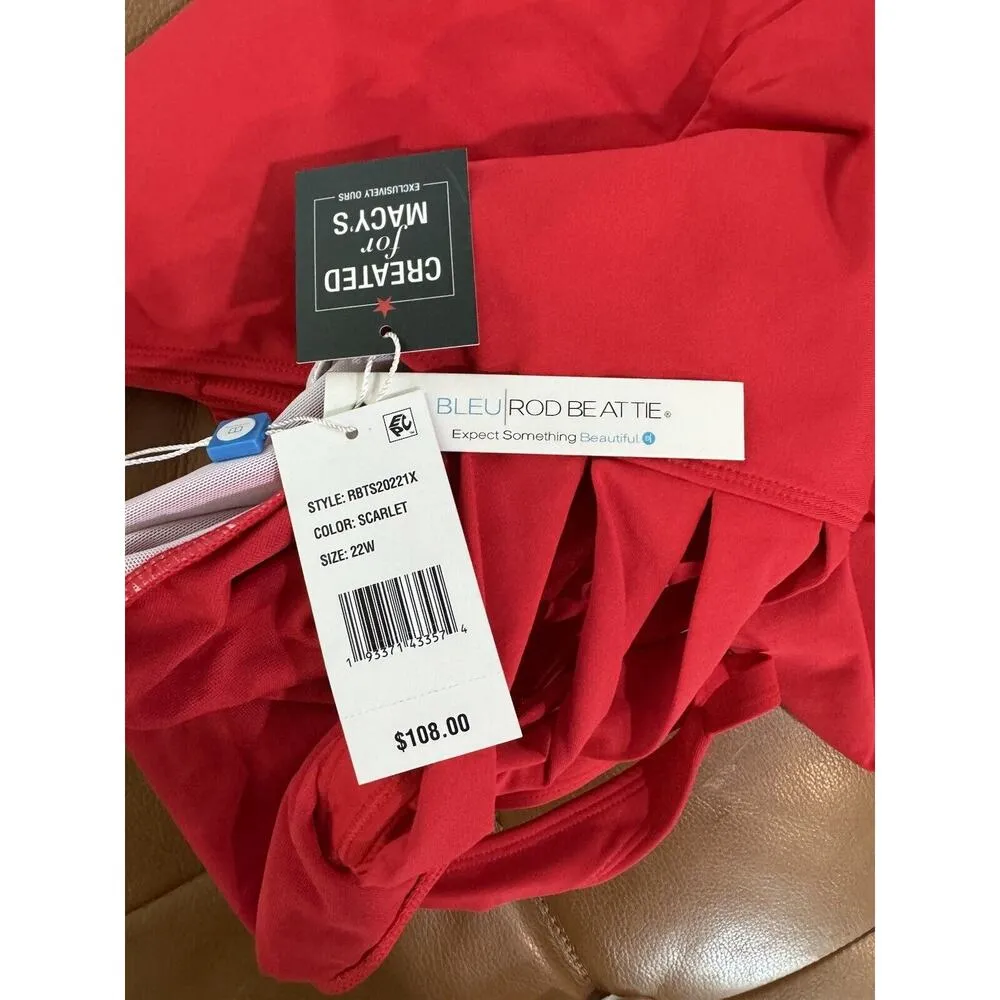 CREATED
for
MACY'S
EXCLUSIVELY OURS
BLEU|ROD BEATTIE®
Expect Something Beautiful.
EPC
STYLE: RBTS20221X
COLOR: SCARLET
SIZE: 22W
1 93371 43357 4
$108.00